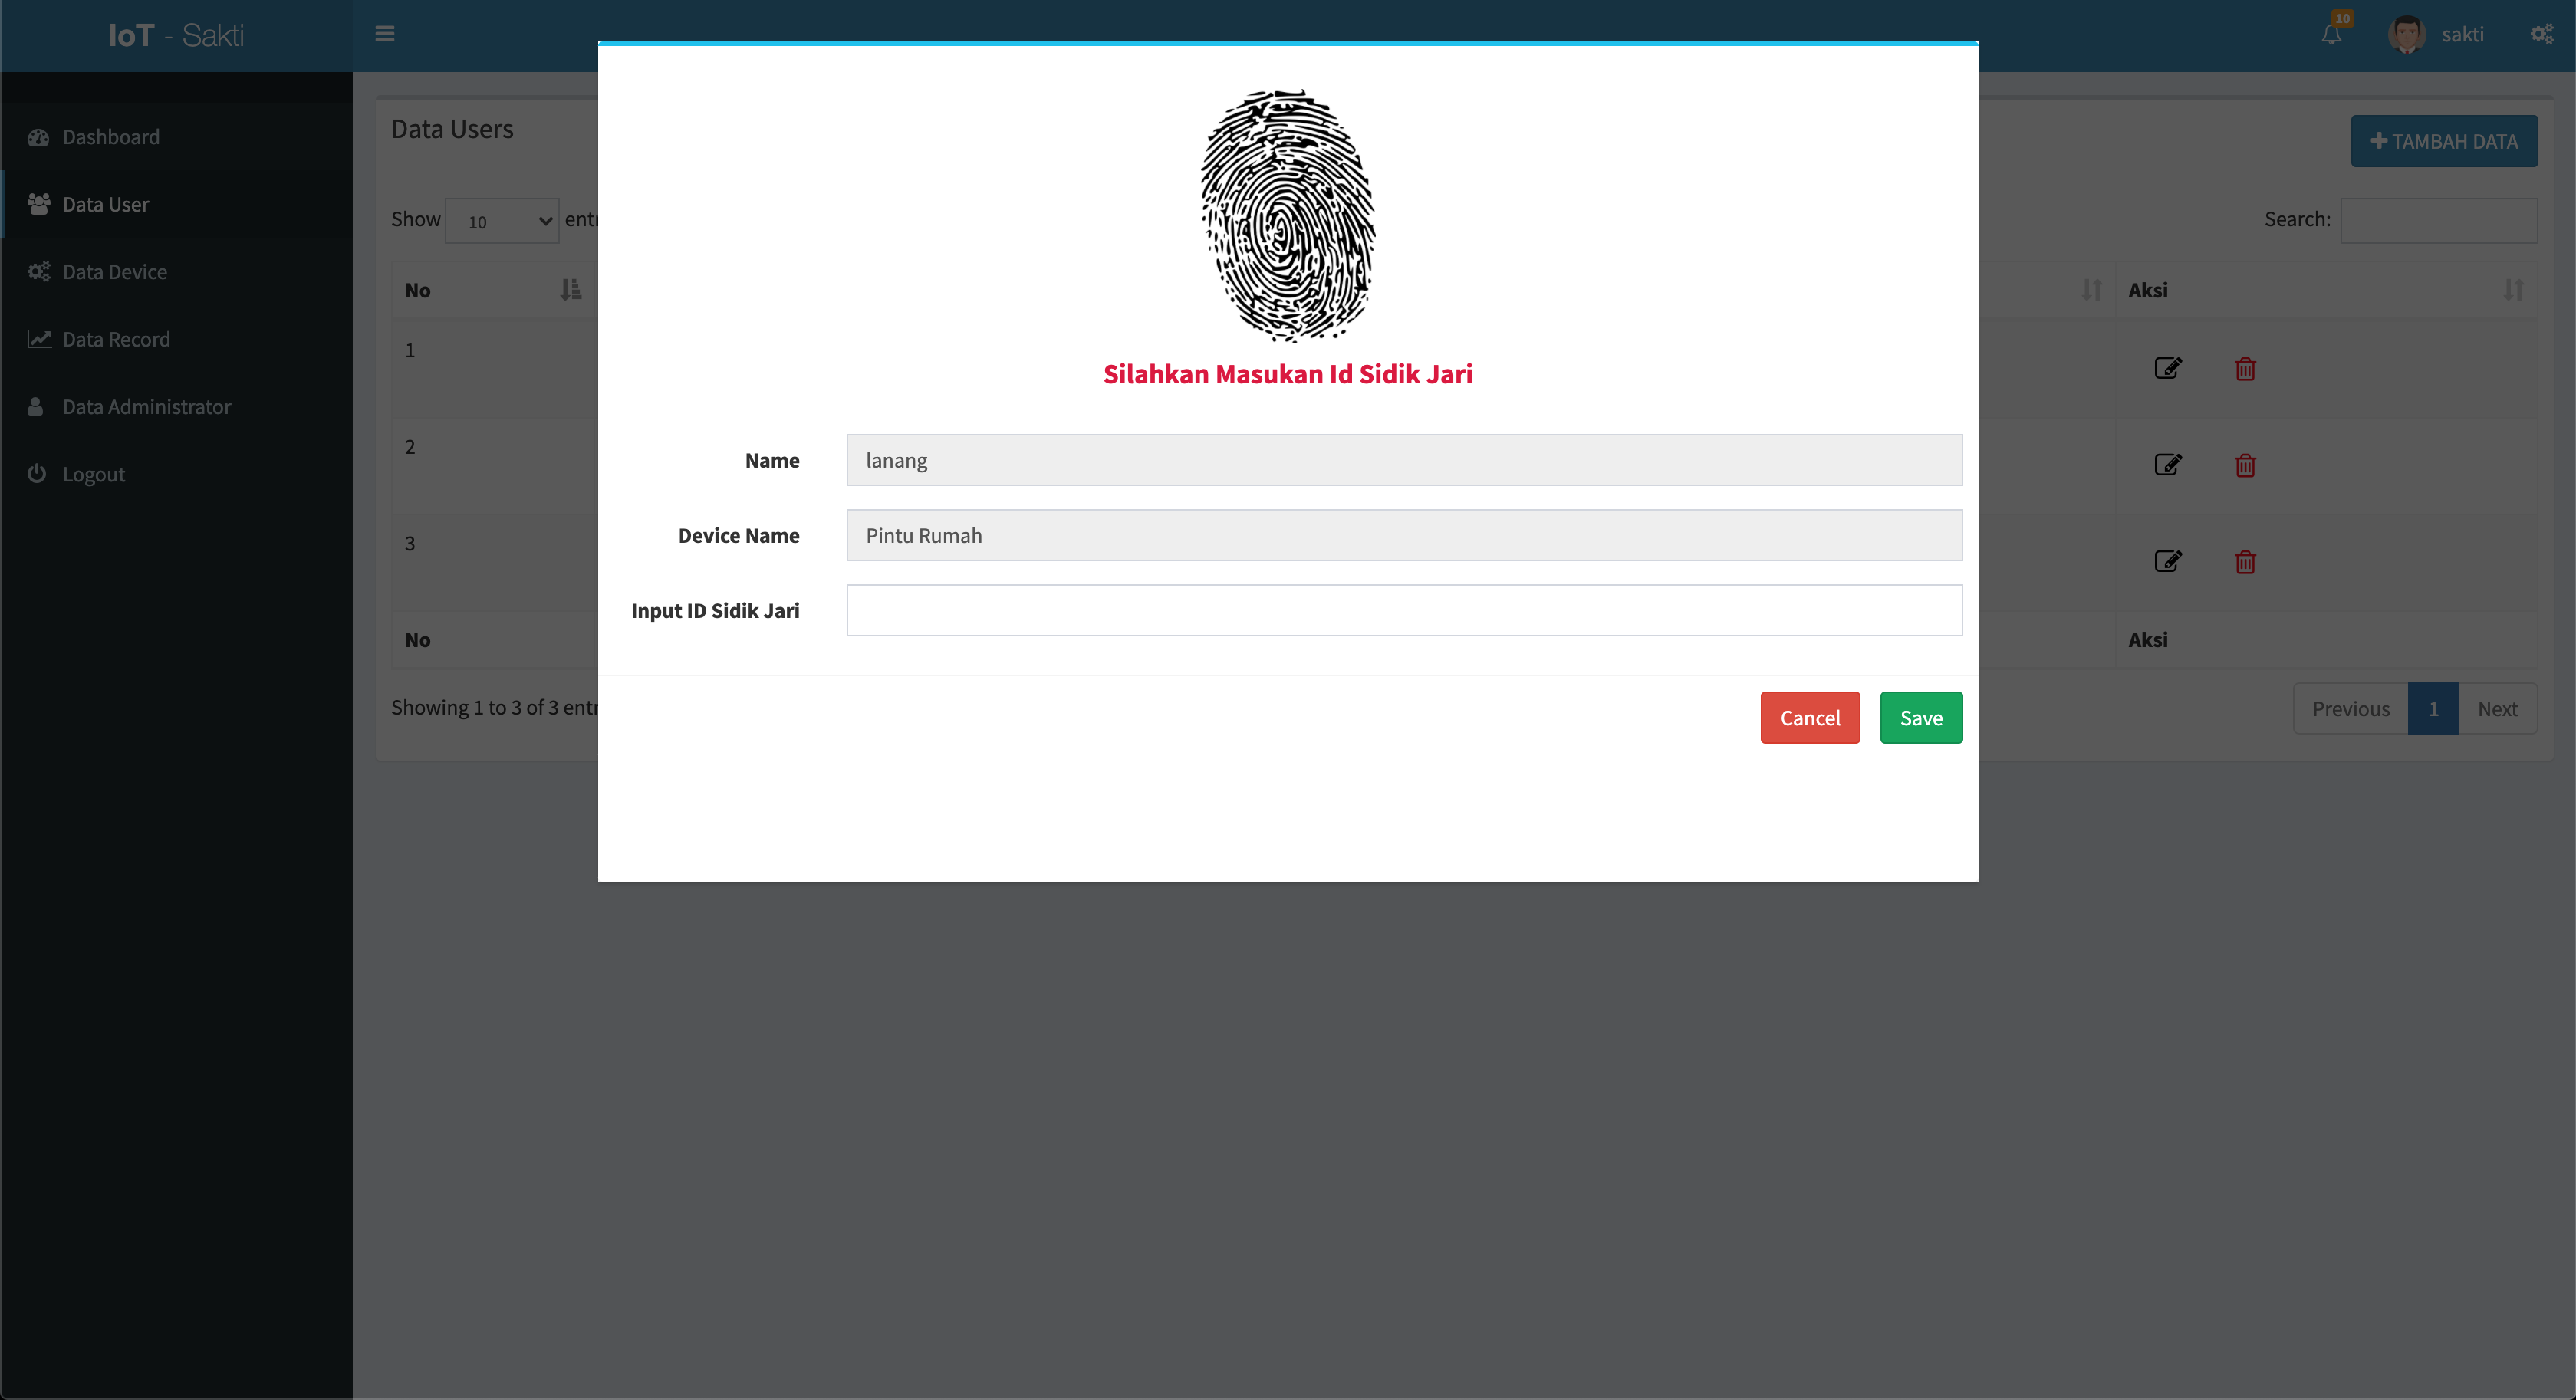 IoT - Sakti
10
sakti
Dashboard
Data User
Data Device
Data Record
Data Administrator
Logout
Data Users
TAMBAH DATA
Show 10
Search:
No
Aksi
1
2
3
No
Aksi
Showing 1 to 3 of 3
Previous 1 Next
Silahkan Masukan Id Sidik Jari
Name lanang
Device Name Pintu Rumah
Input ID Sidik Jari
Cancel Save